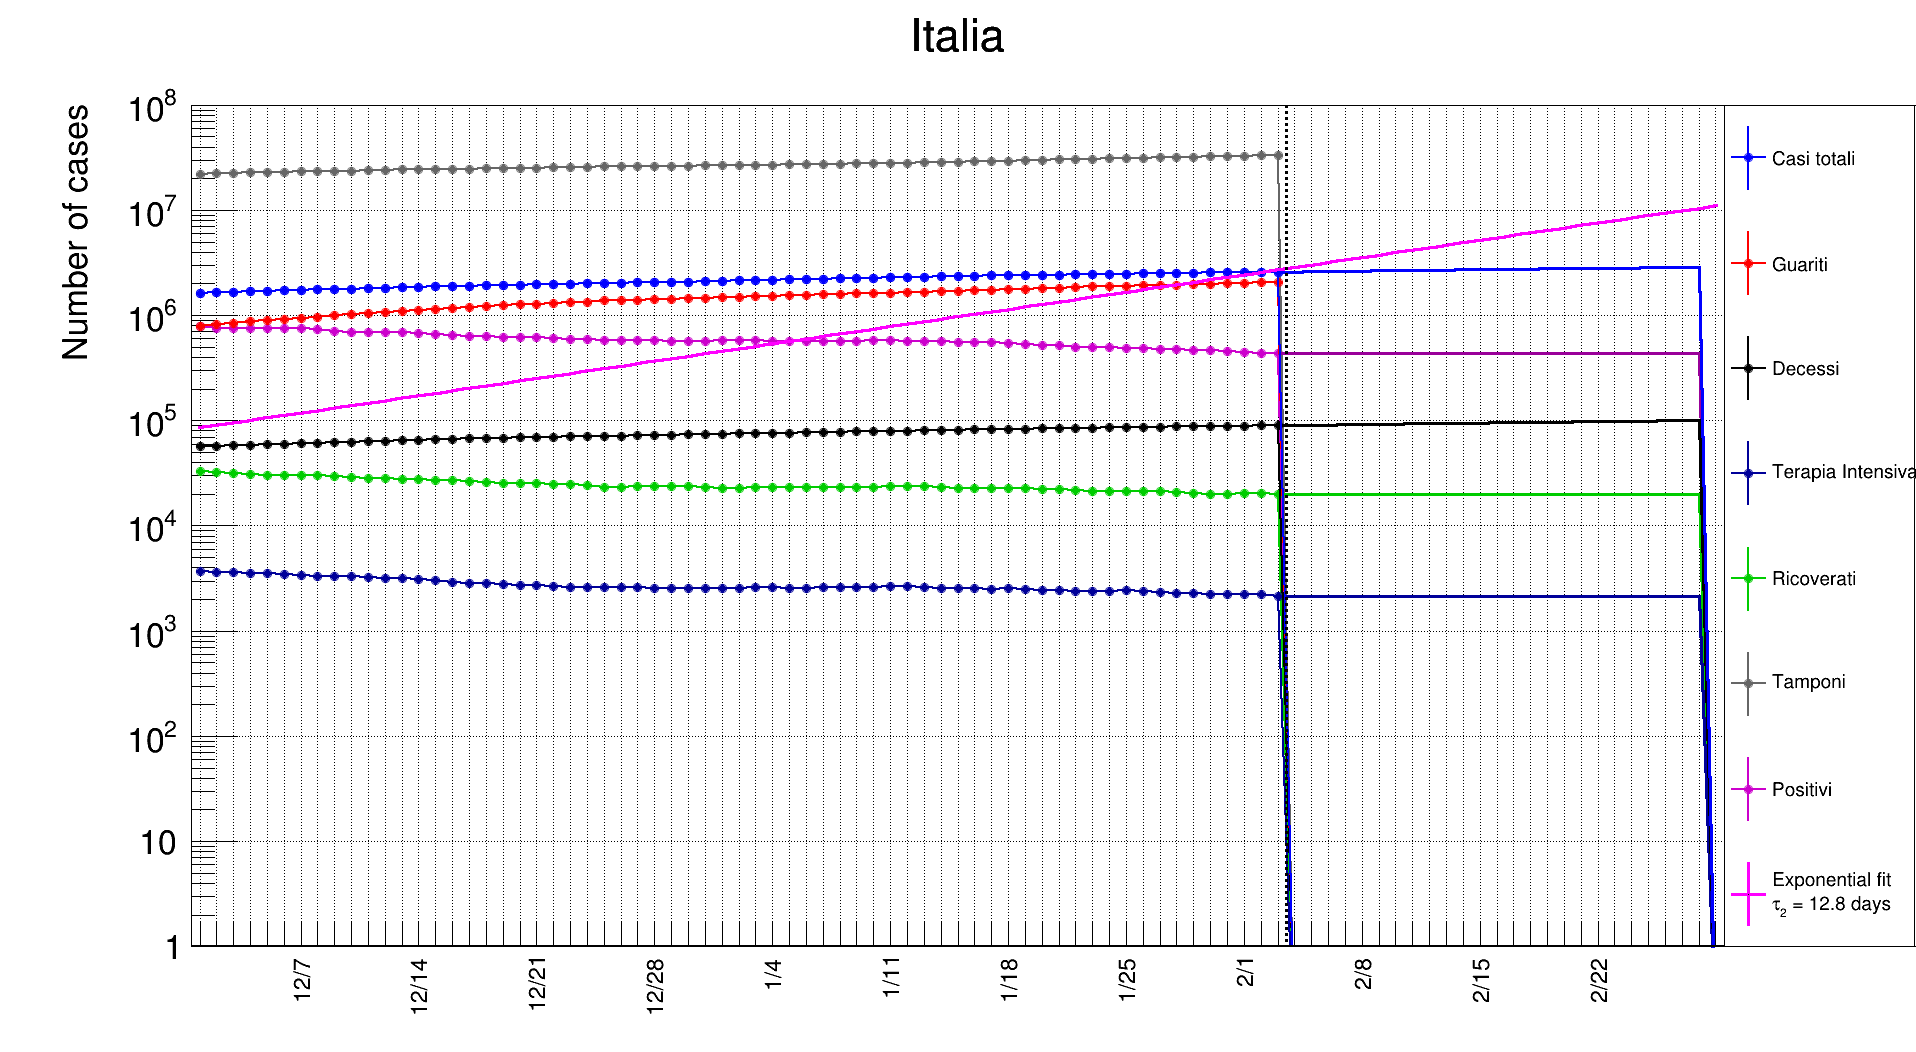 Italia
Number of cases
10^8
10^7
10^6
10^5
10^4
10^3
10^2
10
1
12/7
12/14
12/21
12/28
1/4
1/11
1/18
1/25
2/1
2/8
2/15
2/22
Casi totali
Guariti
Decessi
Terapia Intensiva
Ricoverati
Tamponi
Positivi
Exponential fit
τ₂ = 12.8 days